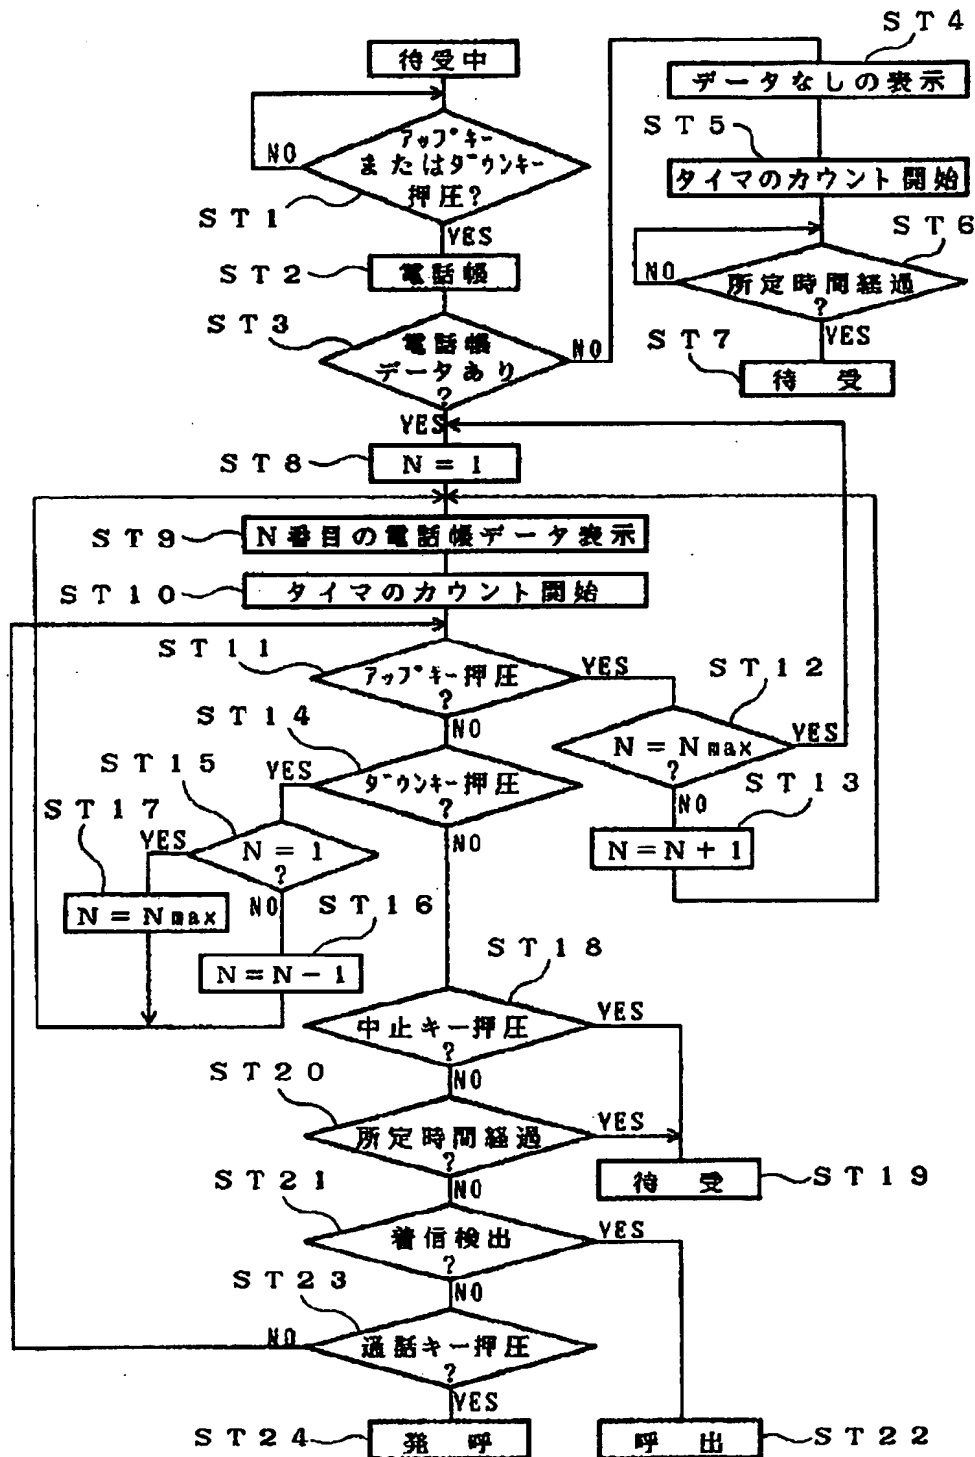 待受中
アップキー
またはダウンキー
押圧?
NO
YES
ST1
ST2
電話帳
ST3
電話帳
データあり
?
NO
YES
ST4
データなしの表示
ST5
タイマのカウント開始
ST6
所定時間経過
?
NO
YES
ST7
待 受
ST8
N=1
ST9
N番目の電話帳データ表示
ST10
タイマのカウント開始
ST11
アップキー押圧
?
YES
NO
ST12
N=Nmax
?
YES
NO
ST13
N=N+1
ST14
ダウンキー押圧
?
YES
NO
ST15
N=1
?
YES
NO
ST17
N=Nmax
ST16
N=N-1
ST18
中止キー押圧
?
YES
NO
ST20
所定時間経過
?
YES
NO
待 受
ST19
ST21
着信検出
?
YES
NO
ST23
通話キー押圧
?
NO
YES
ST24
発 呼
呼 出
ST22